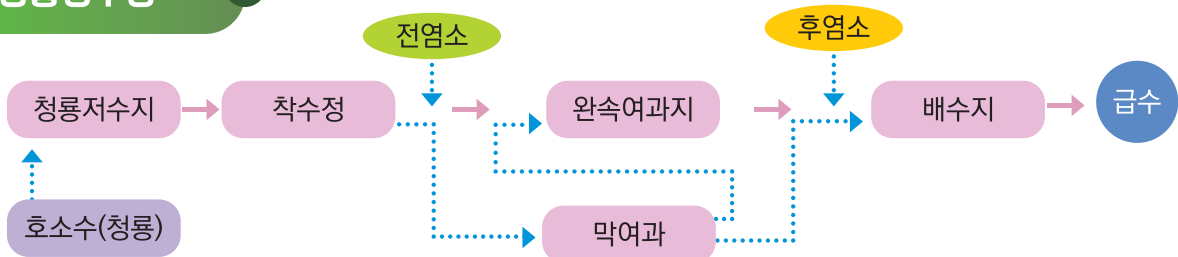 전염소
후염소
청룡저수지
착수정
완속여과지
배수지
급수
호소수(청룡)
막여과